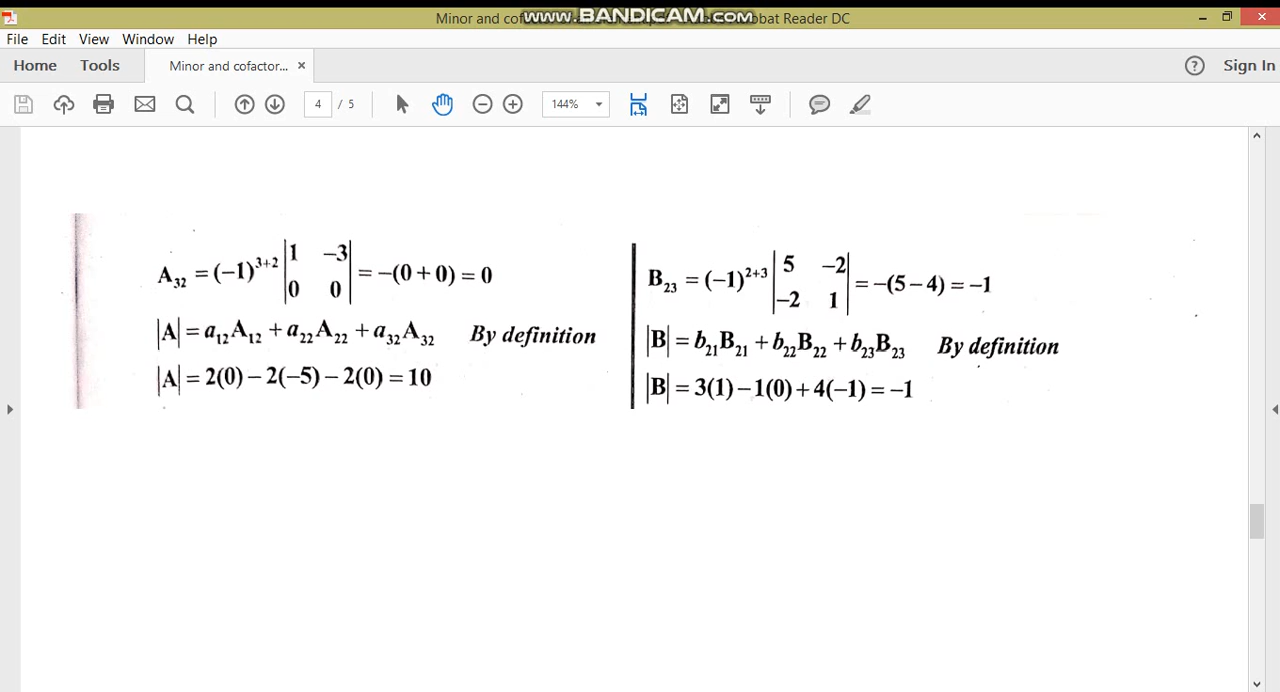 Minor and cof www.BANDICAM.com obat Reader DC
File Edit View Window Help
Home Tools Minor and cofactor... × ? Sign In
4 / 5 144%
A₃₂ = (−1)³⁺² |1 −3| = −(0 + 0) = 0
|0 0|
|A| = a₁₂A₁₂ + a₂₂A₂₂ + a₃₂A₃₂ By definition
|A| = 2(0) − 2(−5) − 2(0) = 10
B₂₃ = (−1)²⁺³ |5 −2| = −(5 − 4) = −1
|−2 1|
|B| = b₂₁B₂₁ + b₂₂B₂₂ + b₂₃B₂₃ By definition
|B| = 3(1) − 1(0) + 4(−1) = −1